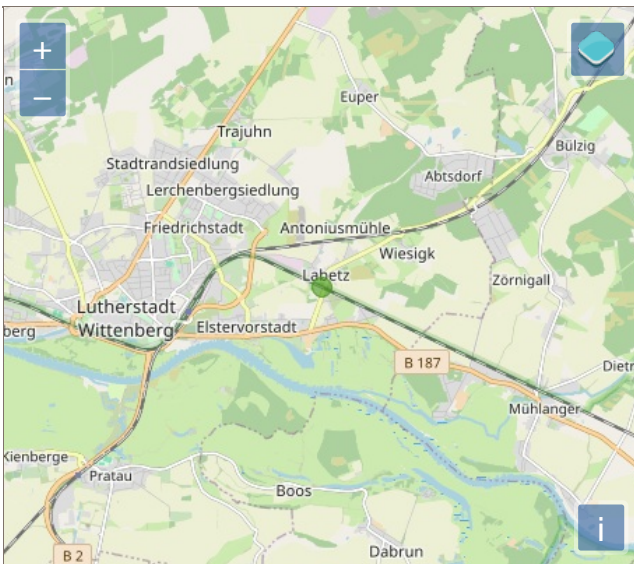 +
−
n
Euper
Bülzig
Trajuhn
Stadtrandsiedlung
Abtsdorf
Lerchenbergsiedlung
Friedrichstadt
Antoniusmühle
Wiesigk
Labetz
Zörnigall
Lutherstadt
Wittenberg
berg
Elstervorstadt
B 187
Dietr
Mühlanger
Kienberge
Pratau
Boos
i
B 2
Dabrun